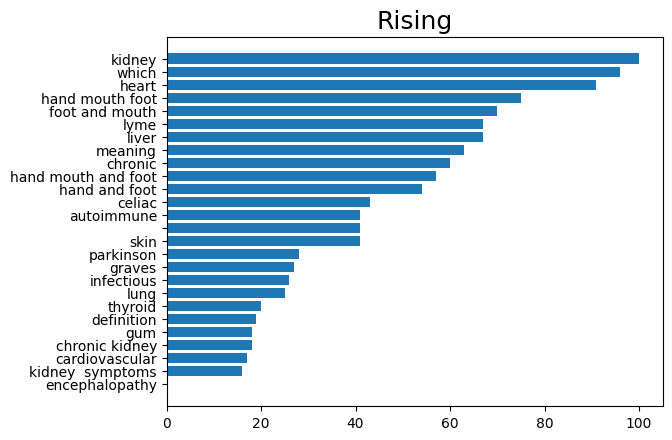 Rising
kidney
which
heart
hand mouth foot
foot and mouth
lyme
liver
meaning
chronic
hand mouth and foot
hand and foot
celiac
autoimmune
skin
parkinson
graves
infectious
lung
thyroid
definition
gum
chronic kidney
cardiovascular
kidney  symptoms
encephalopathy
0 20 40 60 80 100